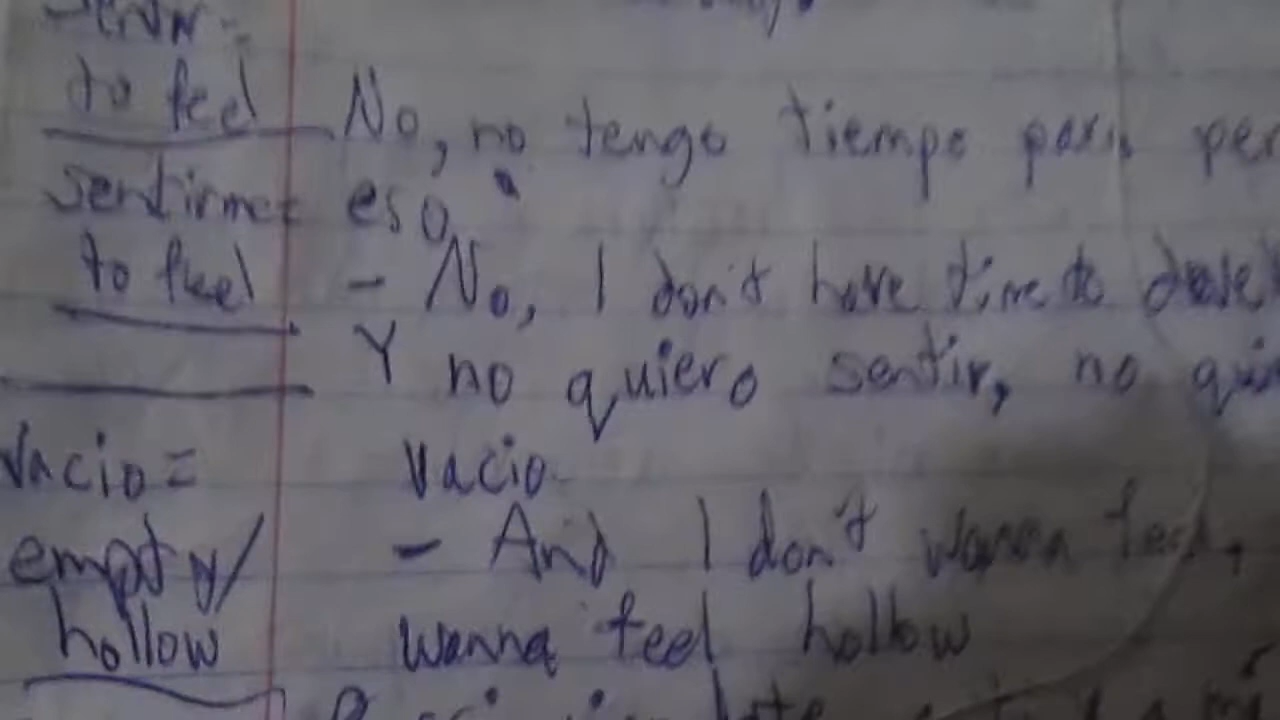 to feel
No, no tengo tiempo para
sentirme=
eso
to feel
- No, I don't have time to
Y no quiero sentir, no
Vacio=
Vacio
empty/
- And I don't wanna feel,
hollow
wanna feel hollow